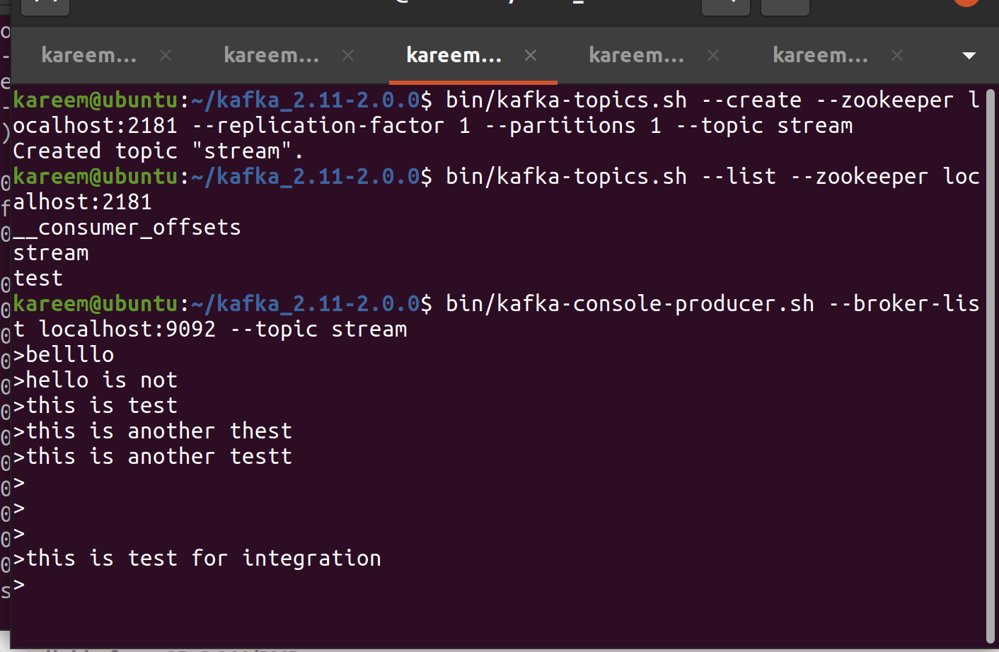 kareem... × kareem... × kareem... × kareem... × kareem... ×
kareem@ubuntu:~/kafka_2.11-2.0.0$ bin/kafka-topics.sh --create --zookeeper l
ocalhost:2181 --replication-factor 1 --partitions 1 --topic stream
Created topic "stream".
kareem@ubuntu:~/kafka_2.11-2.0.0$ bin/kafka-topics.sh --list --zookeeper loc
alhost:2181
__consumer_offsets
stream
test
kareem@ubuntu:~/kafka_2.11-2.0.0$ bin/kafka-console-producer.sh --broker-lis
t localhost:9092 --topic stream
>bellllo
>hello is not
>this is test
>this is another thest
>this is another testt
>
>
>
>this is test for integration
>